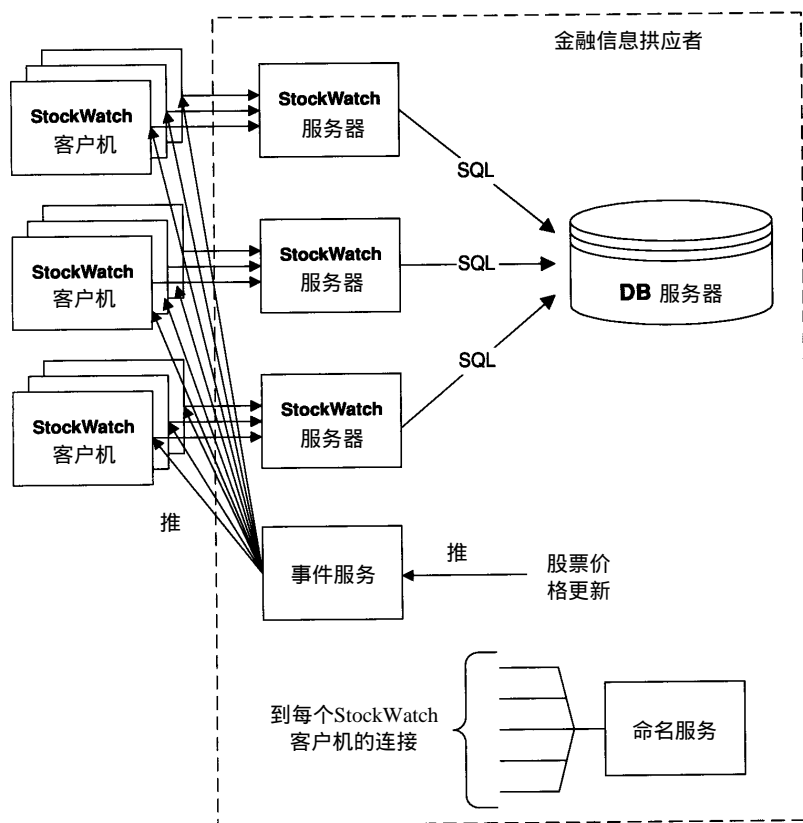 金融信息拱应者
StockWatch
客户机
StockWatch
服务器
SQL
StockWatch
客户机
StockWatch
服务器
SQL
DB 服务器
SQL
StockWatch
客户机
StockWatch
服务器
推
事件服务
推
股票价
格更新
到每个StockWatch
客户机的连接
命名服务